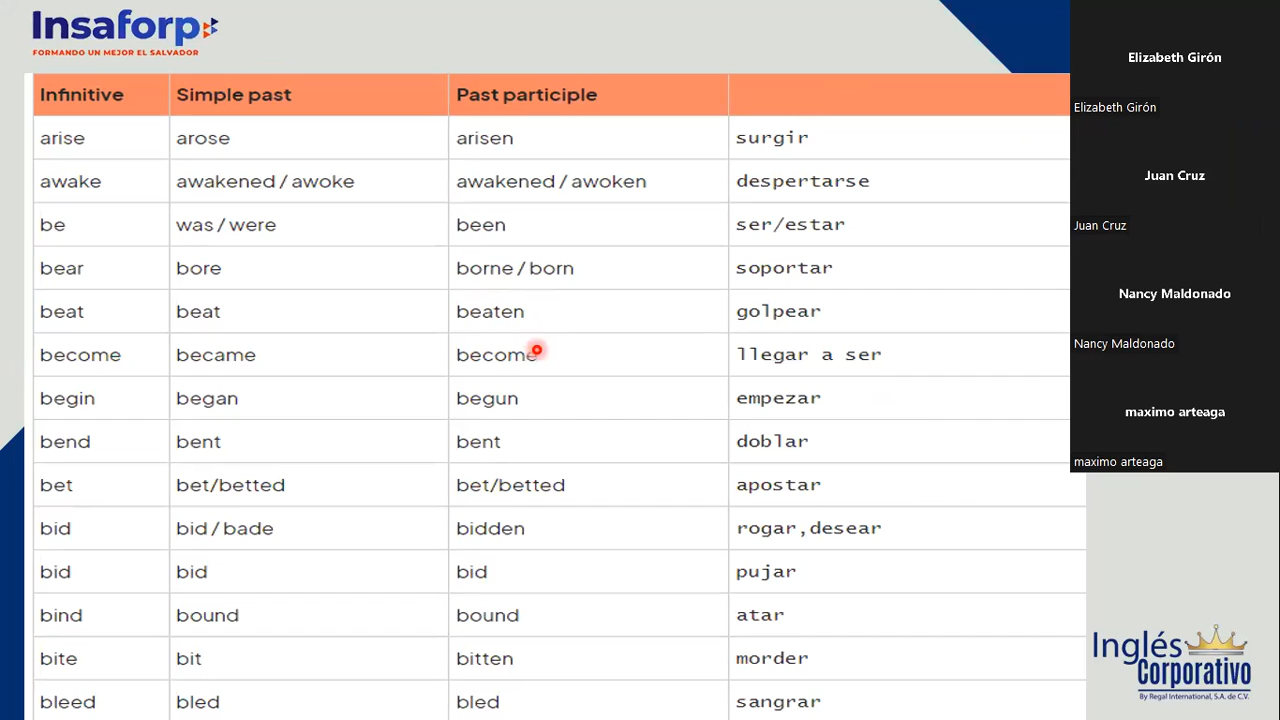 Insaforp
FORMANDO UN MEJOR EL SALVADOR
Infinitive Simple past Past participle
arise arose arisen surgir
awake awakened / awoke awakened / awoken despertarse
be was / were been ser/estar
bear bore borne / born soportar
beat beat beaten golpear
become became become llegar a ser
begin began begun empezar
bend bent bent doblar
bet bet/betted bet/betted apostar
bid bid / bade bidden rogar,desear
bid bid bid pujar
bind bound bound atar
bite bit bitten morder
bleed bled bled sangrar
Elizabeth Girón
Elizabeth Girón
Juan Cruz
Juan Cruz
Nancy Maldonado
Nancy Maldonado
maximo arteaga
maximo arteaga
Inglés
Corporativo
By Regal International, S.A. de C.V.